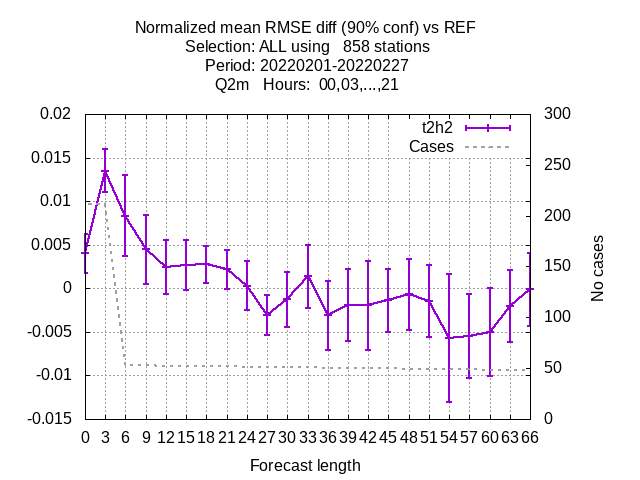 Normalized mean RMSE diff (90% conf) vs REF
Selection: ALL using   858 stations
Period: 20220201-20220227
Q2m   Hours:  00,03,...,21
0.02
0.015
0.01
0.005
0
-0.005
-0.01
-0.015
300
250
200
150
100
50
0
t2h2
Cases
No cases
0 3 6 9 12 15 18 21 24 27 30 33 36 39 42 45 48 51 54 57 60 63 66
Forecast length